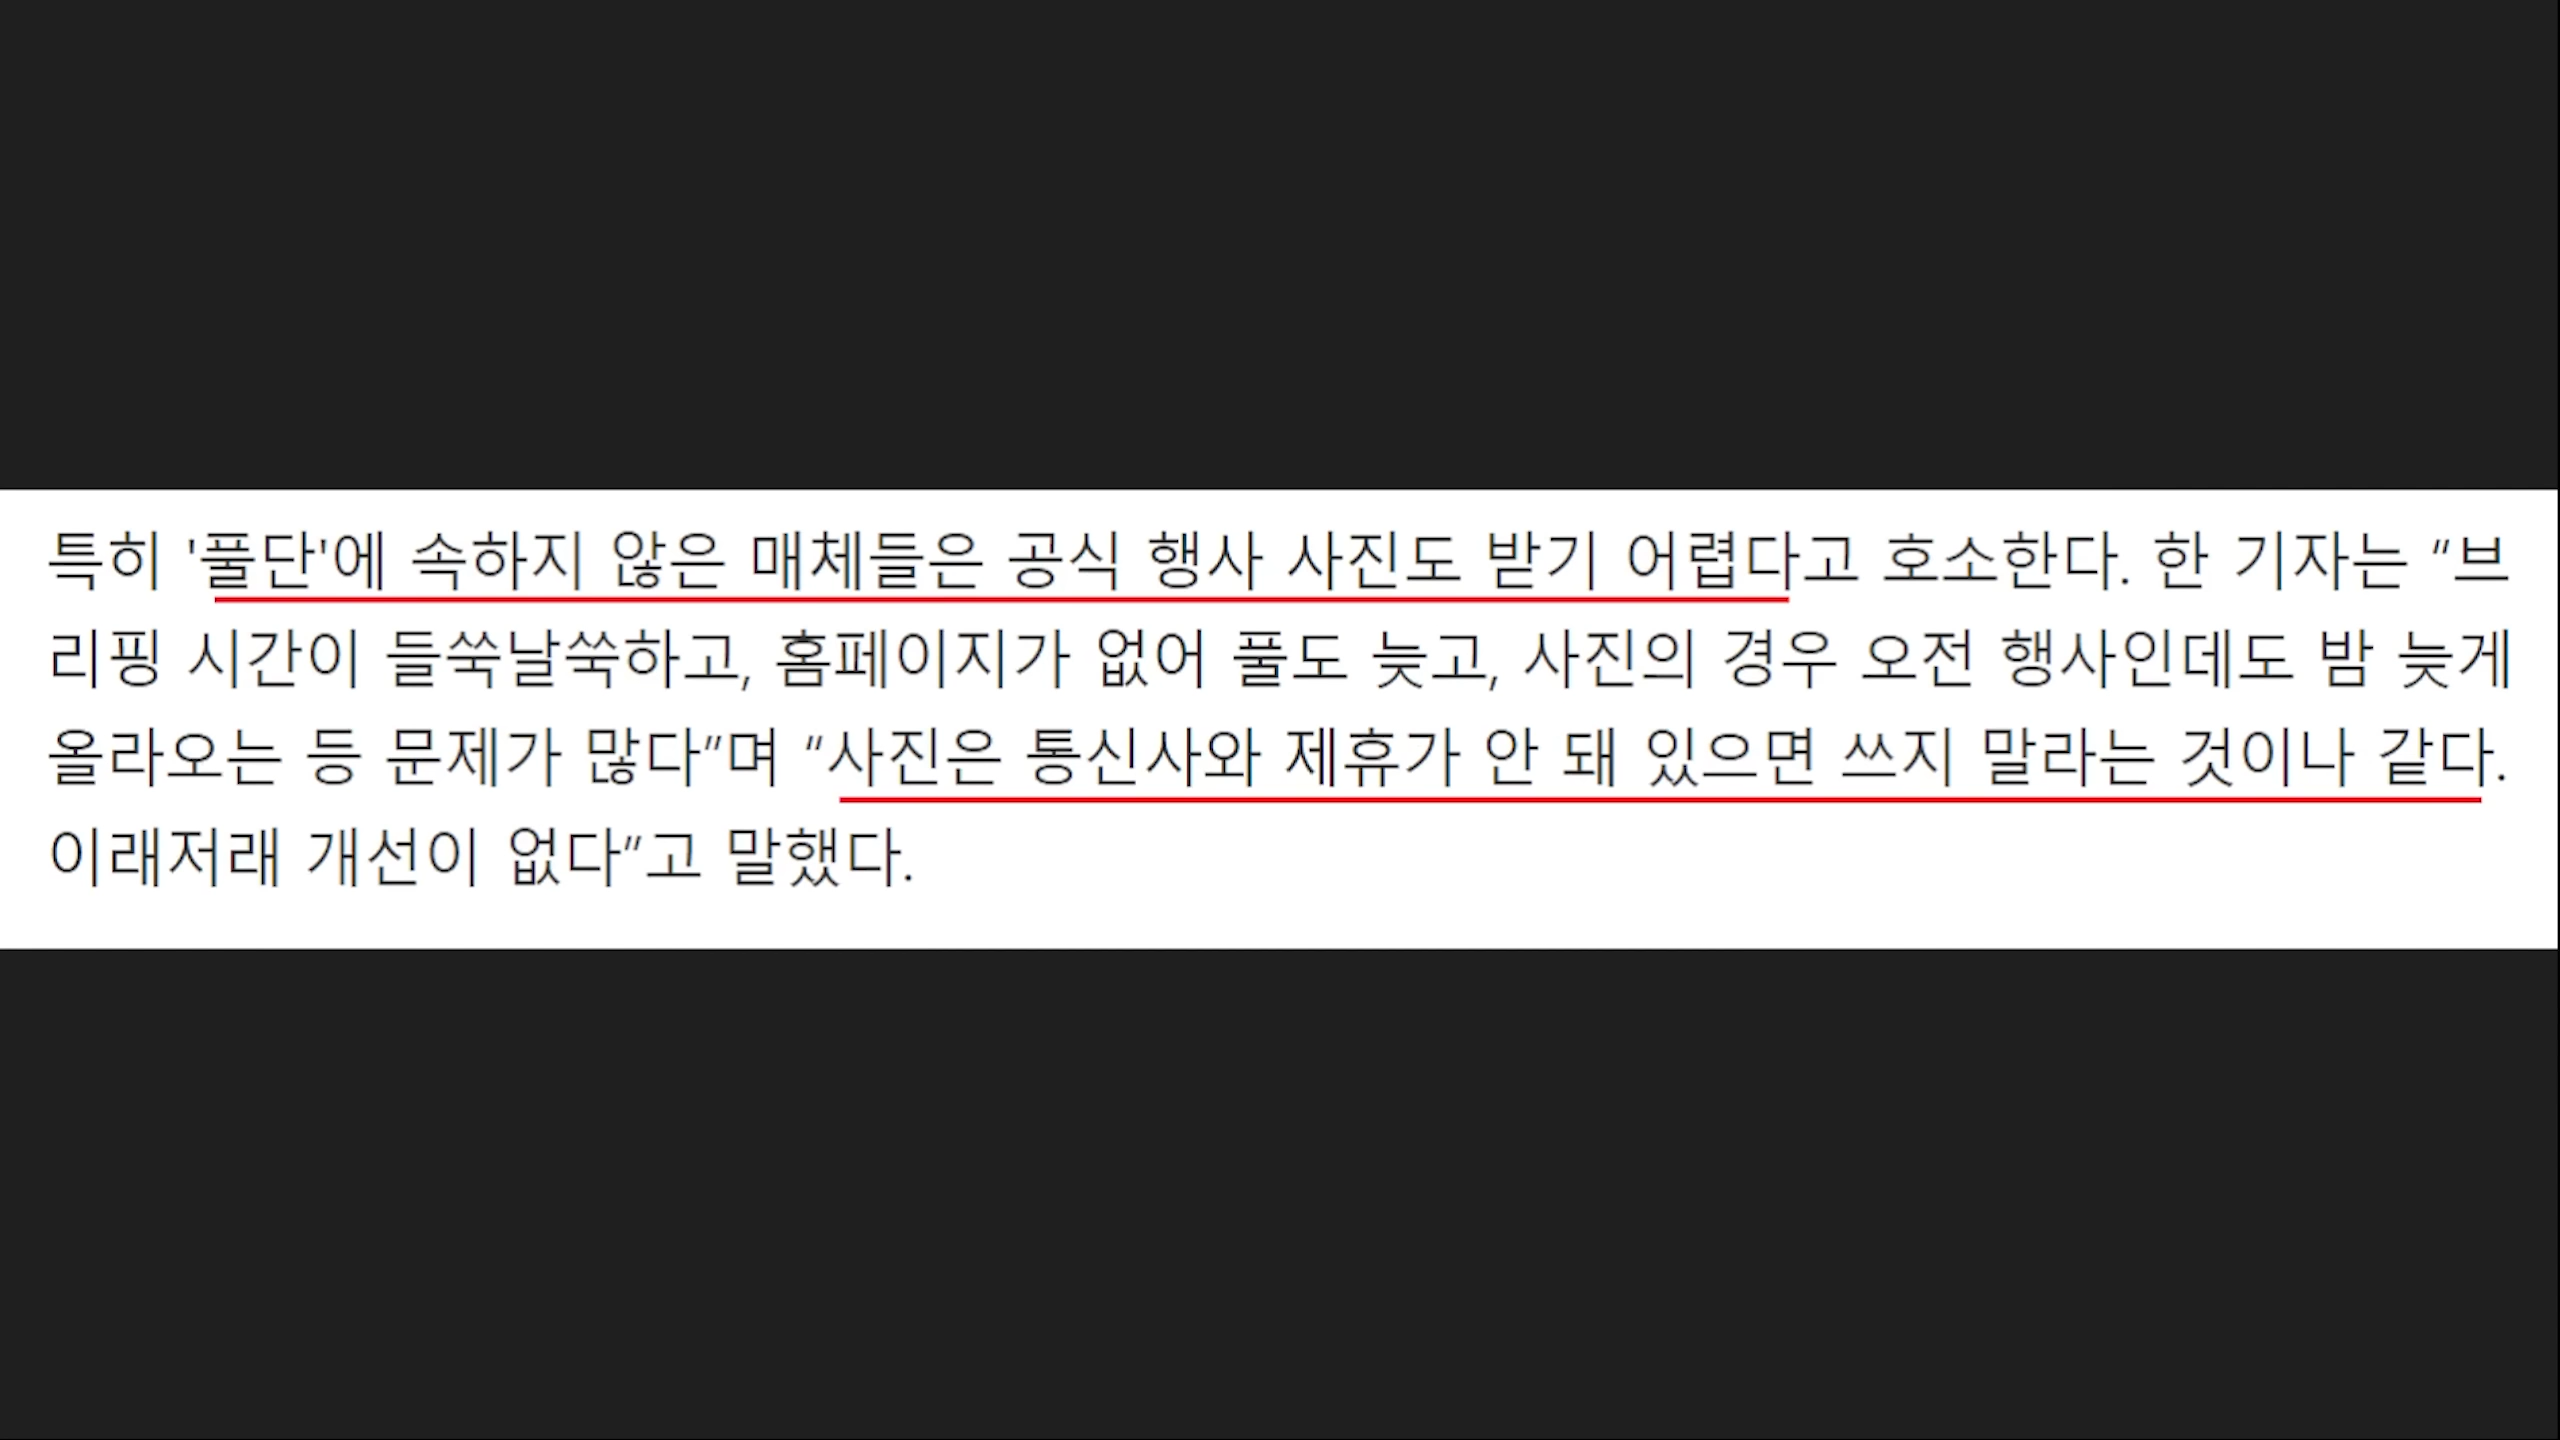 특히 '풀단'에 속하지 않은 매체들은 공식 행사 사진도 받기 어렵다고 호소한다. 한 기자는 “브
리핑 시간이 들쑥날쑥하고, 홈페이지가 없어 풀도 늦고, 사진의 경우 오전 행사인데도 밤 늦게
올라오는 등 문제가 많다”며 “사진은 통신사와 제휴가 안 돼 있으면 쓰지 말라는 것이나 같다.
이래저래 개선이 없다”고 말했다.